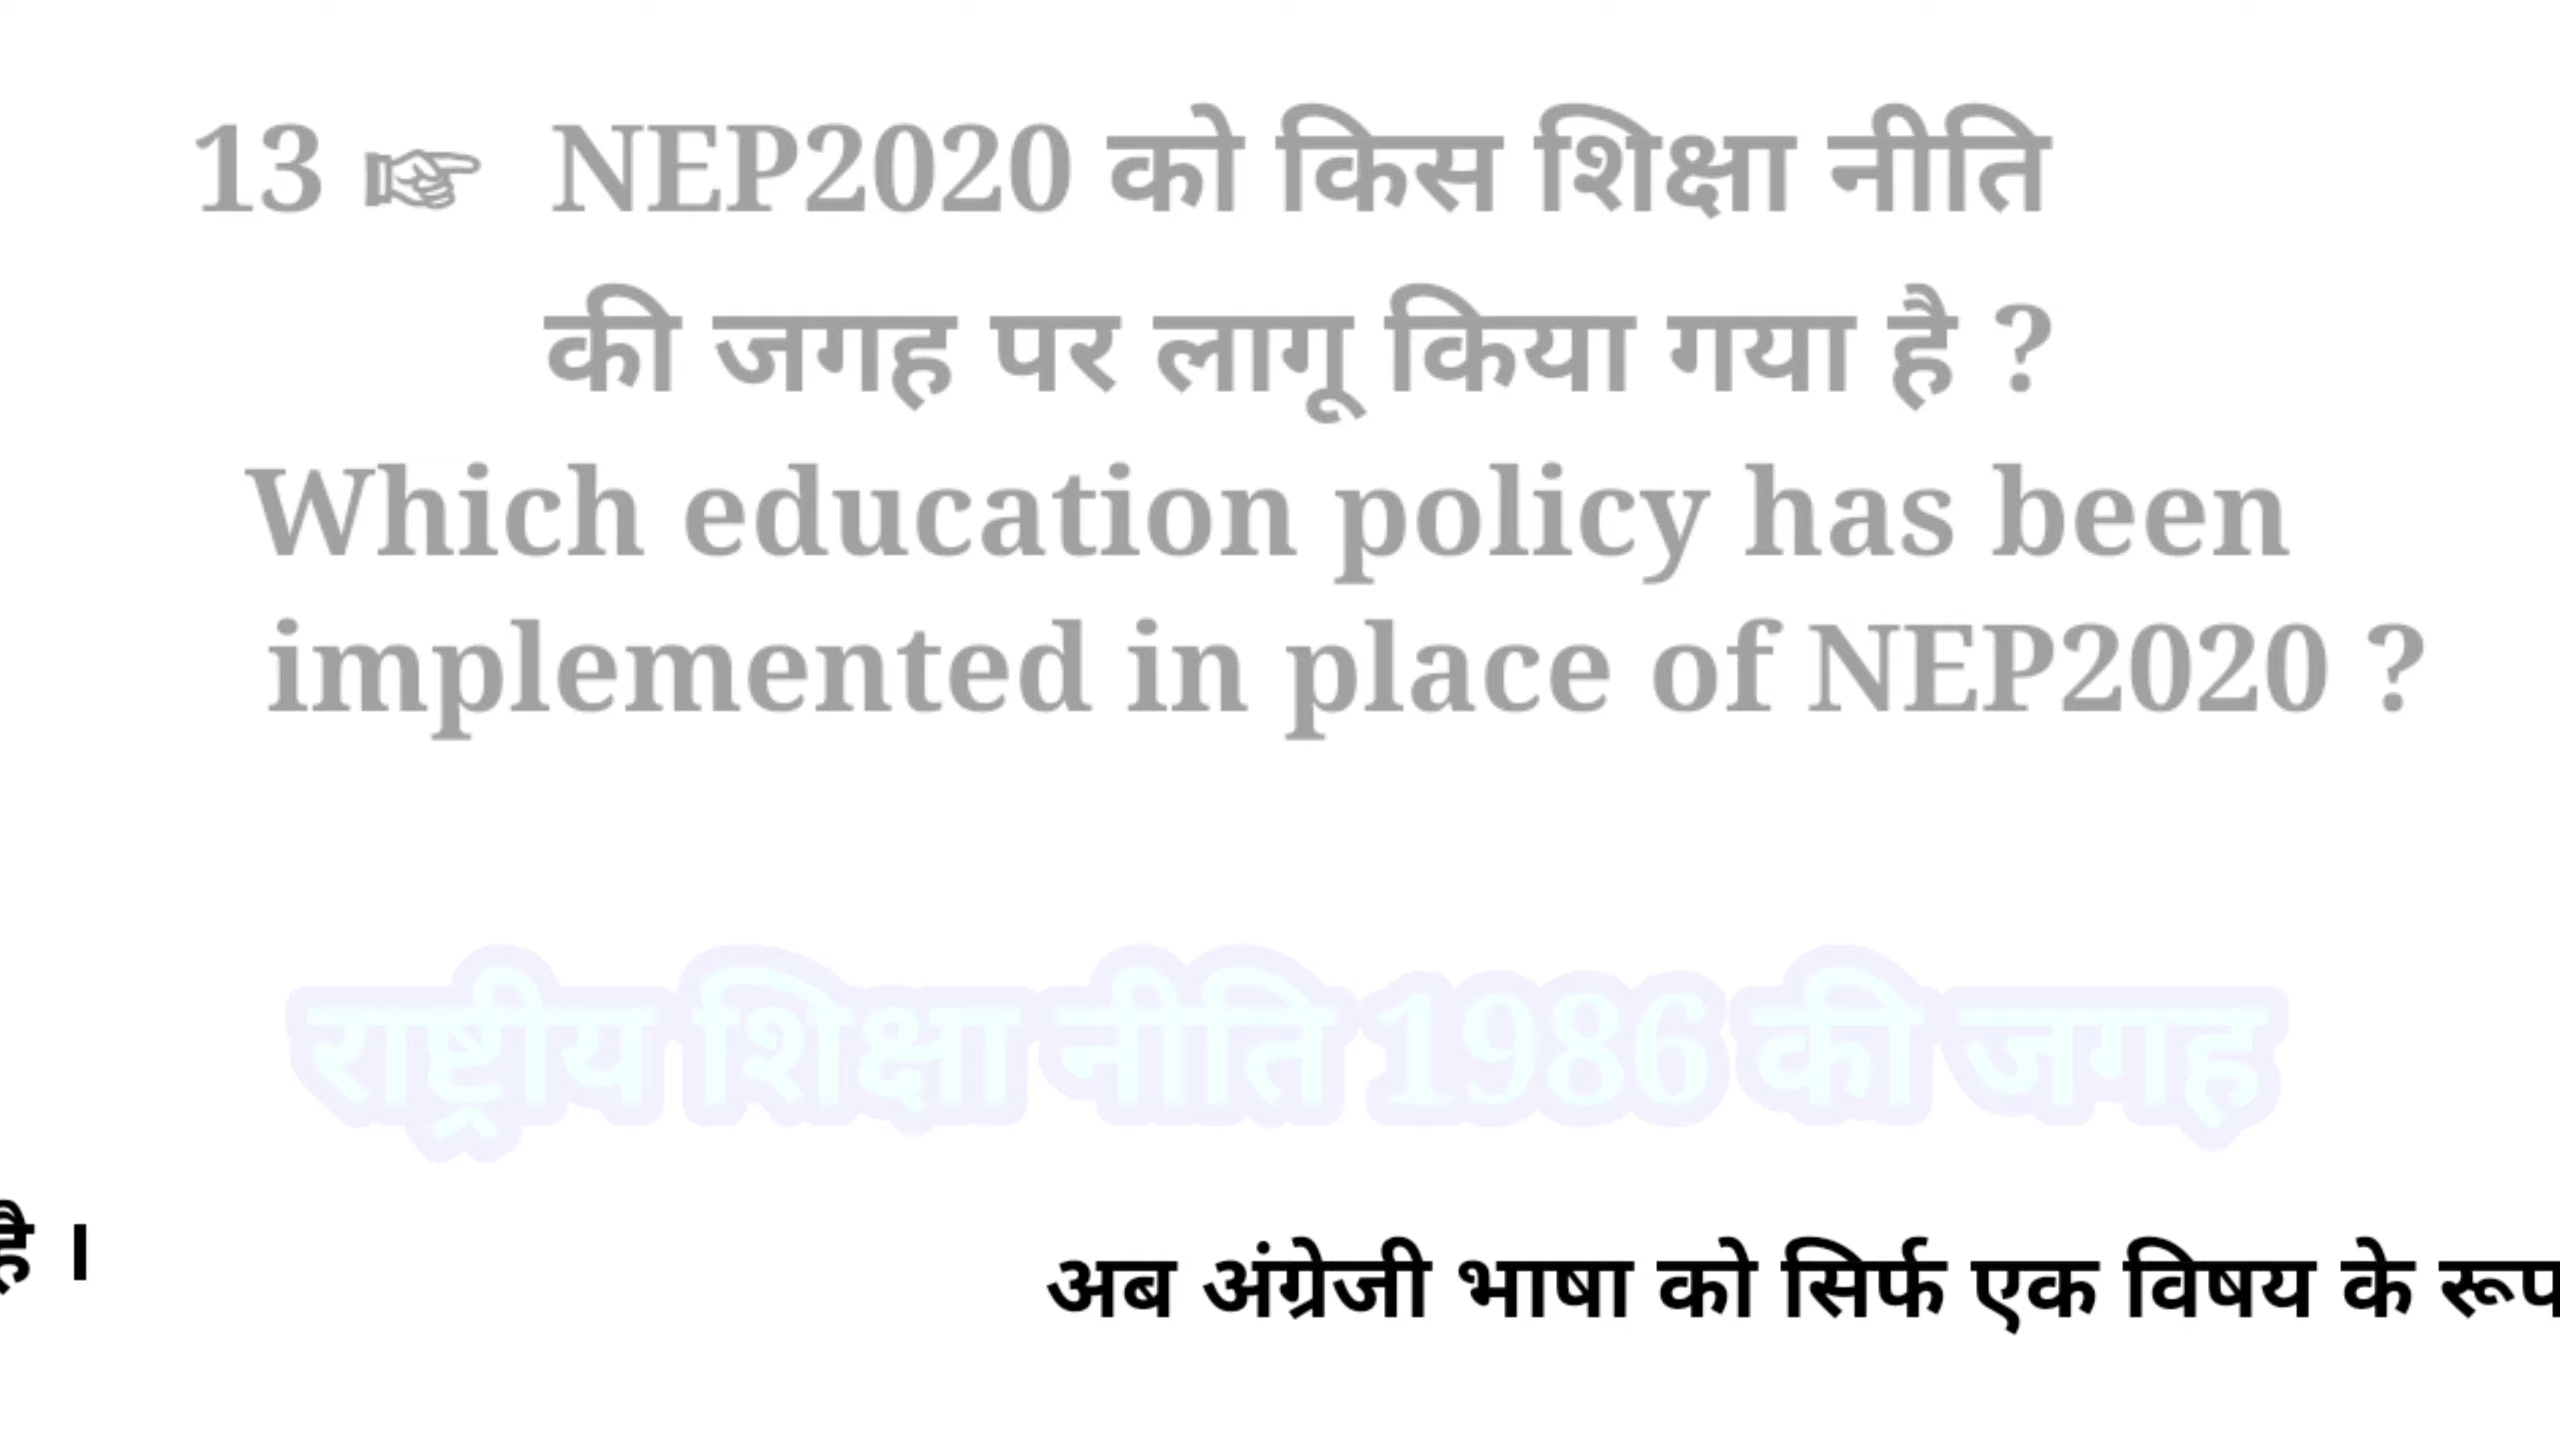 13 ☞ NEP2020 को किस शिक्षा नीति
की जगह पर लागू किया गया है ?
Which education policy has been
implemented in place of NEP2020 ?
राष्ट्रीय शिक्षा नीति 1986 की जगह
है ।
अब अंग्रेजी भाषा को सिर्फ एक विषय के रूप